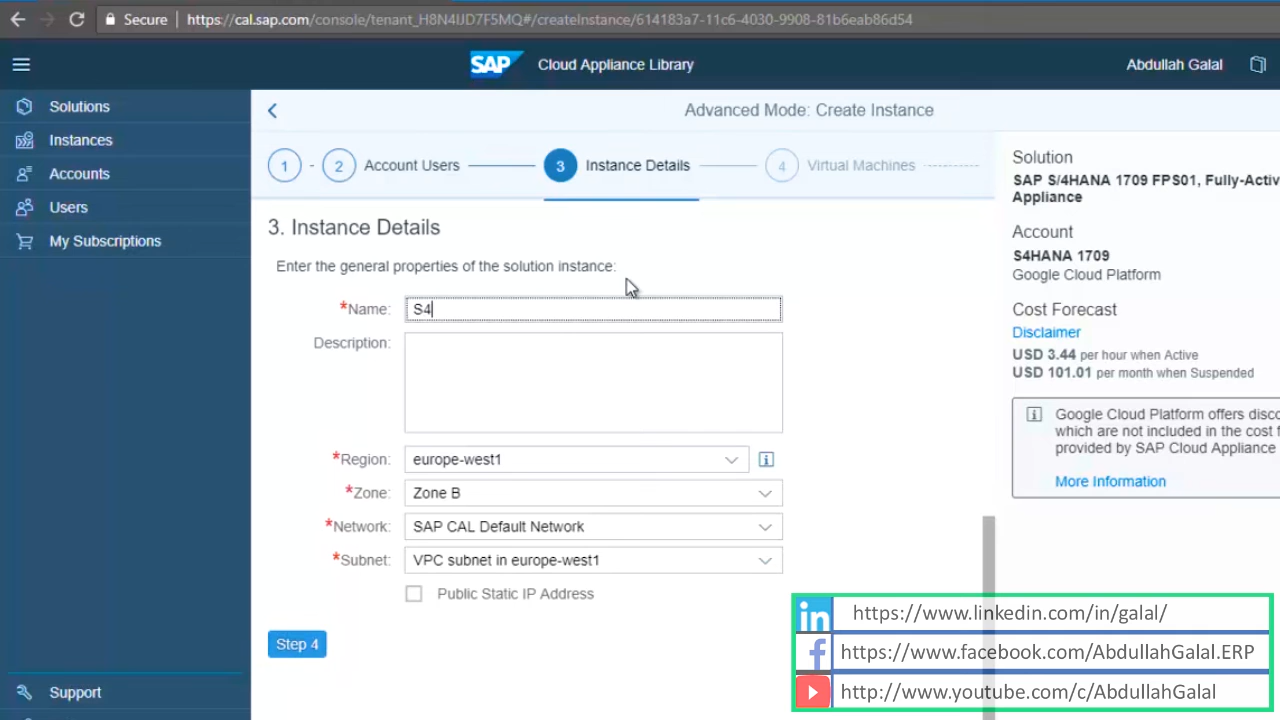 Secure https://cal.sap.com/console/tenant_H8N4IJD7F5MQ#/createInstance/614183a7-11c6-4030-9908-81b6eab86d54
SAP Cloud Appliance Library
Abdullah Galal
Solutions
Instances
Accounts
Users
My Subscriptions
Support
Advanced Mode: Create Instance
1 - 2 Account Users 3 Instance Details 4 Virtual Machines
3. Instance Details
Enter the general properties of the solution instance:
*Name: S4
Description:
*Region: europe-west1
*Zone: Zone B
*Network: SAP CAL Default Network
*Subnet: VPC subnet in europe-west1
Public Static IP Address
Step 4
Solution
SAP S/4HANA 1709 FPS01, Fully-Activ
Appliance
Account
S4HANA 1709
Google Cloud Platform
Cost Forecast
Disclaimer
USD 3.44 per hour when Active
USD 101.01 per month when Suspended
Google Cloud Platform offers disco
which are not included in the cost f
provided by SAP Cloud Appliance
More Information
in https://www.linkedin.com/in/galal/
f https://www.facebook.com/AbdullahGalal.ERP
http://www.youtube.com/c/AbdullahGalal